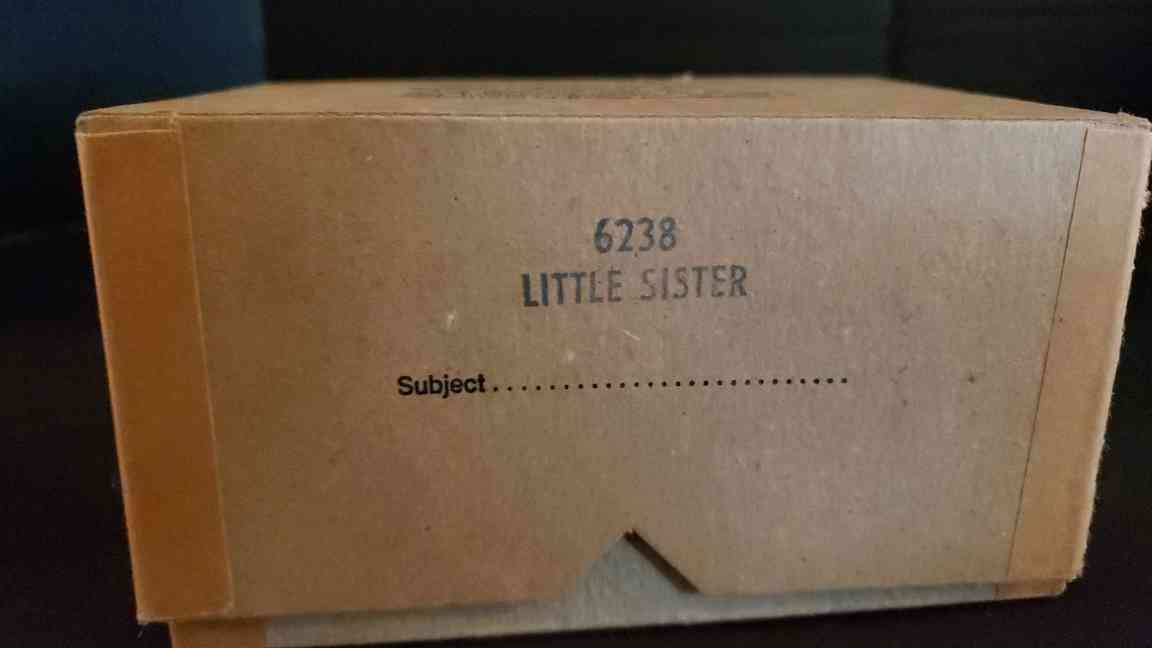 6238
LITTLE SISTER
Subject...........................